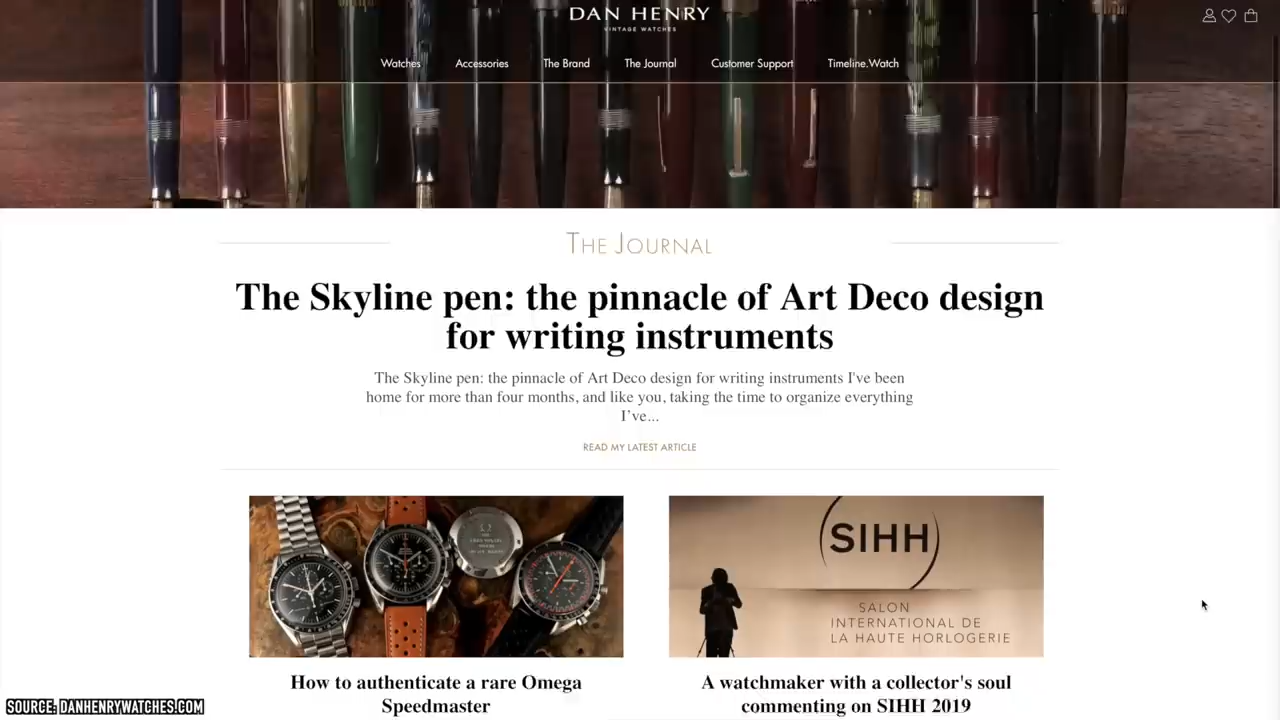 DAN HENRY
VINTAGE WATCHES
Watches Accessories The Brand The Journal Customer Support Timeline.Watch
THE JOURNAL
The Skyline pen: the pinnacle of Art Deco design
for writing instruments
The Skyline pen: the pinnacle of Art Deco design for writing instruments I've been
home for more than four months, and like you, taking the time to organize everything
I've...
READ MY LATEST ARTICLE
SIHH
SALON
INTERNATIONAL DE
LA HAUTE HORLOGERIE
How to authenticate a rare Omega
Speedmaster
A watchmaker with a collector's soul
commenting on SIHH 2019
SOURCE: DANHENRYWATCHES.COM